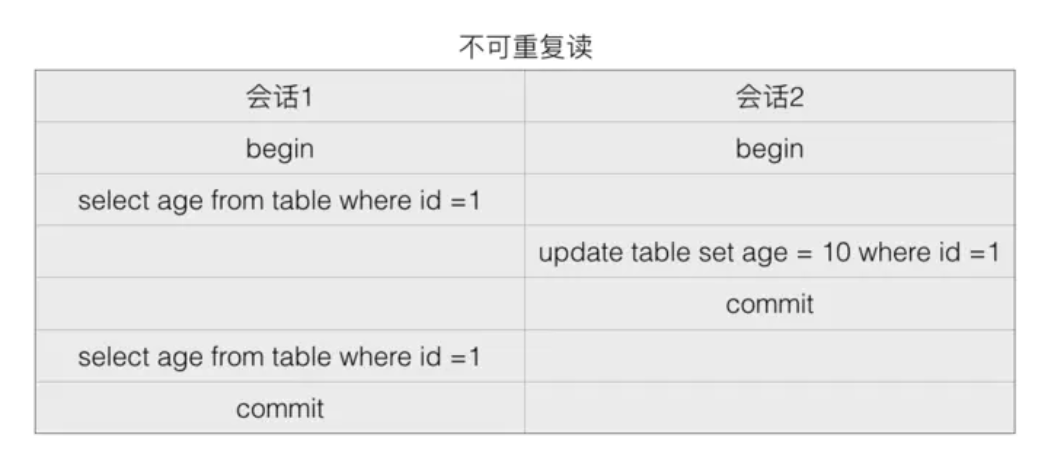 不可重复读
会话1 会话2
begin begin
select age from table where id =1
update table set age = 10 where id =1
commit
select age from table where id =1
commit